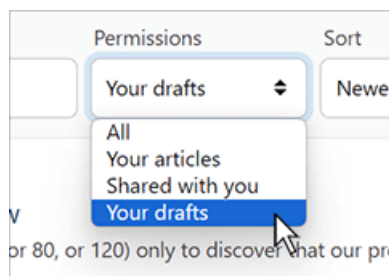 Permissions Sort
Your drafts Newe
All
Your articles
Shared with you
Your drafts
or 80, or 120) only to discover that our pr